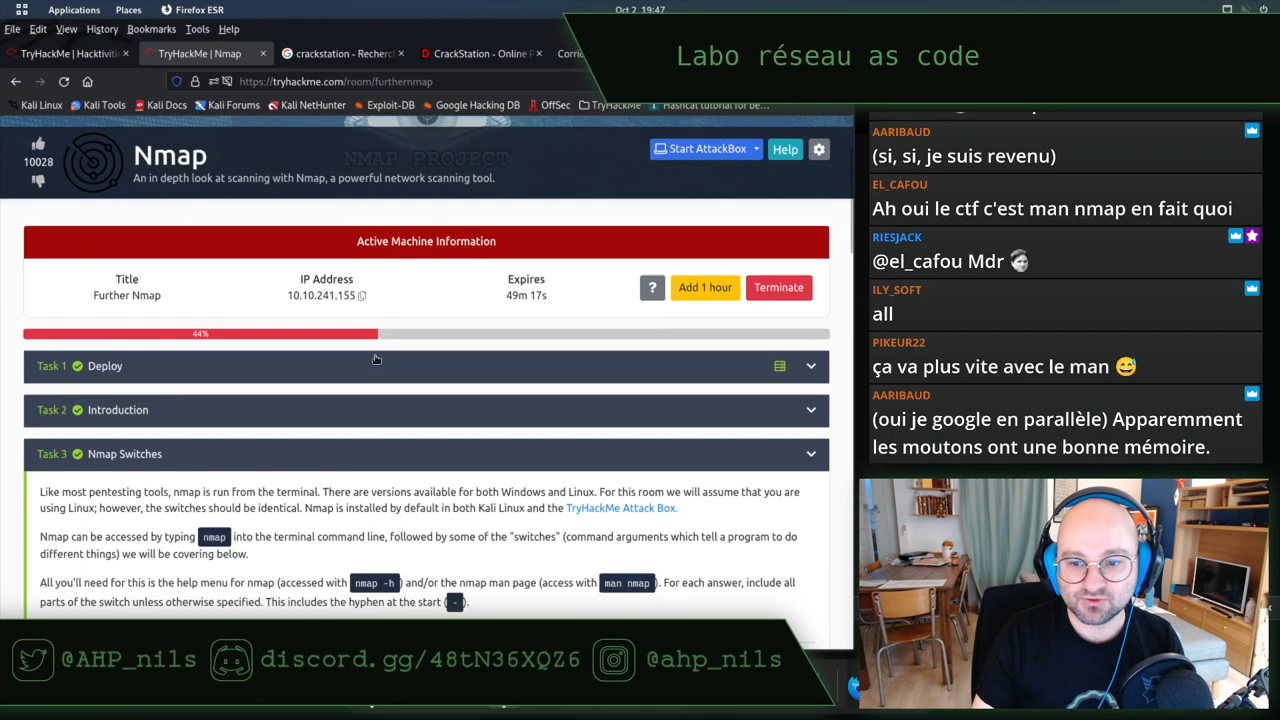 Applications
Places
Firefox ESR
Oct 2, 19:47
File
Edit
View
History
Bookmarks
Tools
Help
TryHackMe | Hacktiviti
TryHackMe | Nmap
crackstation - Recherc
CrackStation - Online P
Corric
https://tryhackme.com/room/furthernmap
Kali Linux
Kali Tools
Kali Docs
Kali Forums
Kali NetHunter
Exploit-DB
Google Hacking DB
OffSec
TryHackMe
Hashcat tutorial for be...
Labo réseau as code
10028
Nmap
NMAP PROJECT
An in depth look at scanning with Nmap, a powerful network scanning tool.
Start AttackBox
Help
Active Machine Information
Title
IP Address
Expires
Further Nmap
10.10.241.155
49m 17s
?
Add 1 hour
Terminate
44%
Task 1
Deploy
Task 2
Introduction
Task 3
Nmap Switches
Like most pentesting tools, nmap is run from the terminal. There are versions available for both Windows and Linux. For this room we will assume that you are
using Linux; however, the switches should be identical. Nmap is installed by default in both Kali Linux and the TryHackMe Attack Box.
Nmap can be accessed by typing nmap into the terminal command line, followed by some of the "switches" (command arguments which tell a program to do
different things) we will be covering below.
All you'll need for this is the help menu for nmap (accessed with nmap -h ) and/or the nmap man page (access with man nmap ). For each answer, include all
parts of the switch unless otherwise specified. This includes the hyphen at the start ( - ).
AARIBAUD
(si, si, je suis revenu)
EL_CAFOU
Ah oui le ctf c'est man nmap en fait quoi
RIESJACK
@el_cafou Mdr
ILY_SOFT
all
PIKEUR22
ça va plus vite avec le man 😅
AARIBAUD
(oui je google en parallèle) Apparemment
les moutons ont une bonne mémoire.
@AHP_nils
discord.gg/48tN36XQZ6
@ahp_nils